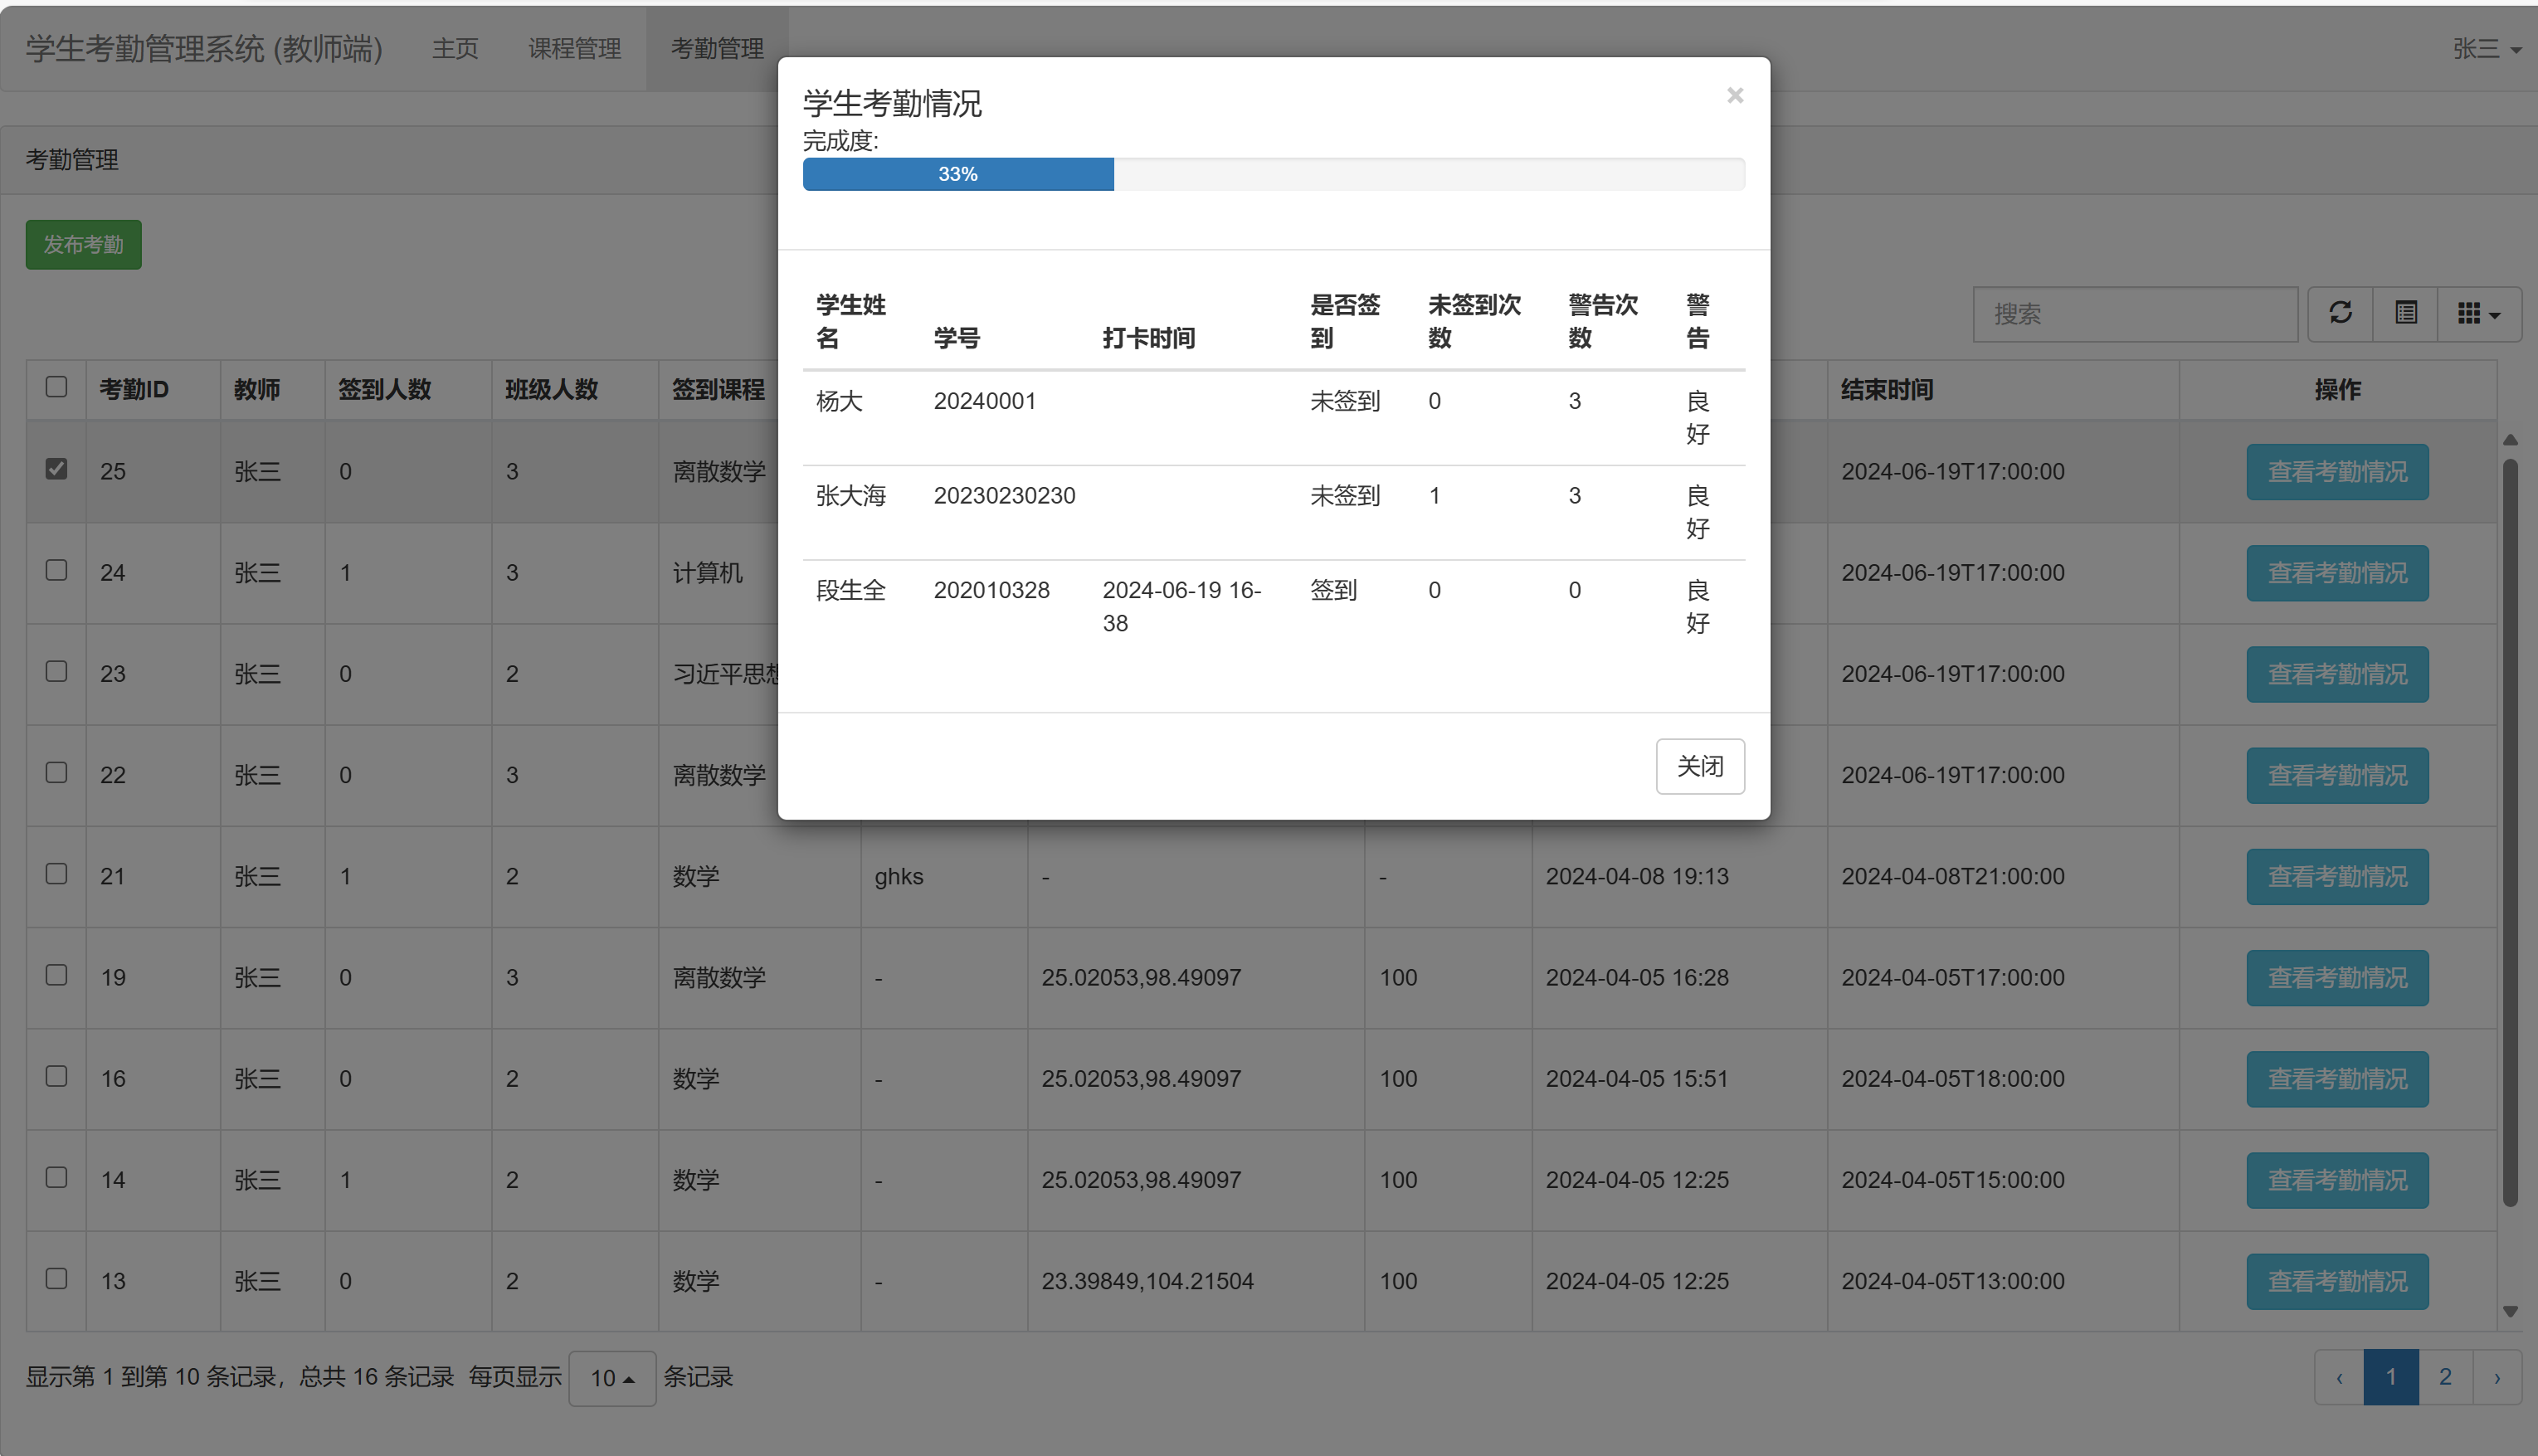 学生考勤管理系统 (教师端) 主页 课程管理 考勤管理 张三
考勤管理
发布考勤
搜索
考勤ID 教师 签到人数 班级人数 签到课程 结束时间 操作
25 张三 0 3 离散数学 2024-06-19T17:00:00 查看考勤情况
24 张三 1 3 计算机 2024-06-19T17:00:00 查看考勤情况
23 张三 0 2 习近平思想 2024-06-19T17:00:00 查看考勤情况
22 张三 0 3 离散数学 2024-06-19T17:00:00 查看考勤情况
21 张三 1 2 数学 ghks - - 2024-04-08 19:13 2024-04-08T21:00:00 查看考勤情况
19 张三 0 3 离散数学 - 25.02053,98.49097 100 2024-04-05 16:28 2024-04-05T17:00:00 查看考勤情况
16 张三 0 2 数学 - 25.02053,98.49097 100 2024-04-05 15:51 2024-04-05T18:00:00 查看考勤情况
14 张三 1 2 数学 - 25.02053,98.49097 100 2024-04-05 12:25 2024-04-05T15:00:00 查看考勤情况
13 张三 0 2 数学 - 23.39849,104.21504 100 2024-04-05 12:25 2024-04-05T13:00:00 查看考勤情况
显示第 1 到第 10 条记录，总共 16 条记录 每页显示 10 条记录
‹ 1 2 ›
学生考勤情况 ×
完成度:
33%
学生姓名 学号 打卡时间 是否签到 未签到次数 警告次数 警告
杨大 20240001 未签到 0 3 良好
张大海 20230230230 未签到 1 3 良好
段生全 202010328 2024-06-19 16-38 签到 0 0 良好
关闭